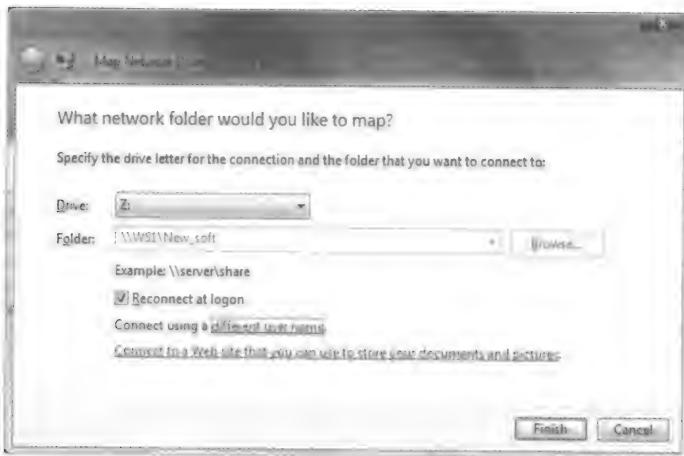 Map Network
What network folder would you like to map?
Specify the drive letter for the connection and the folder that you want to connect to:
Drive: Z:
Folder: \\WSI\New_soft Browse...
Example: \\server\share
Reconnect at logon
Connect using a different user name.
Connect to a Web site that you can use to store your documents and pictures.
Finish Cancel